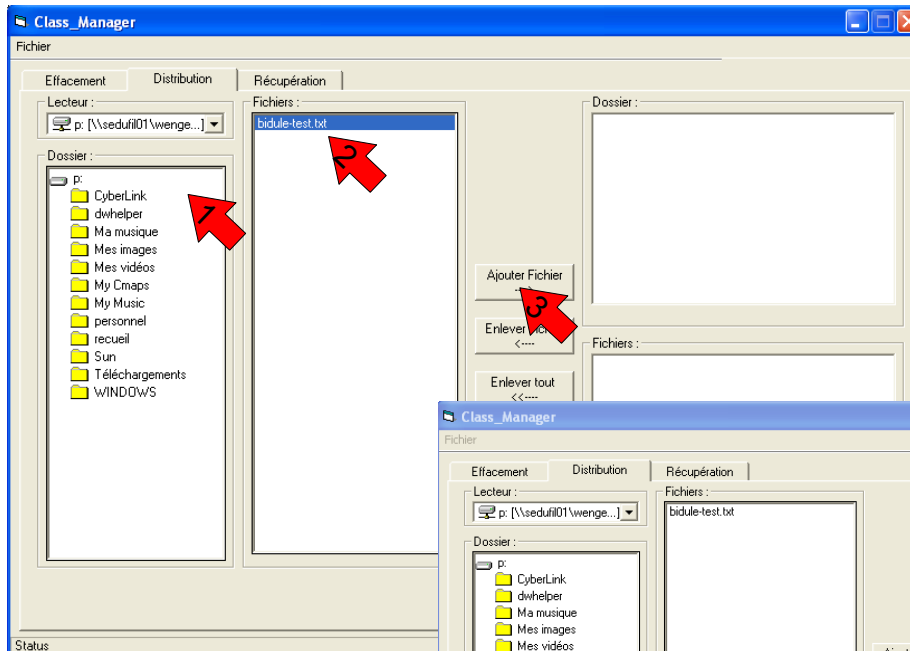 Class_Manager
Fichier
Effacement
Distribution
Récupération
Lecteur :
p: [\\sedufil01\wenge...]
Dossier :
p:
CyberLink
dwhelper
Ma musique
Mes images
Mes vidéos
My Cmaps
My Music
personnel
recueil
Sun
Téléchargements
WINDOWS
Fichiers :
bidule-test.txt
1
2
3
Ajouter Fichier
Enlever
<----
Enlever tout
<<----
Dossier :
Fichiers :
Status
Class_Manager
Fichier
Effacement
Distribution
Récupération
Lecteur :
p: [\\sedufil01\wenge...]
Dossier :
p:
CyberLink
dwhelper
Ma musique
Mes images
Mes vidéos
Fichiers :
bidule-test.txt